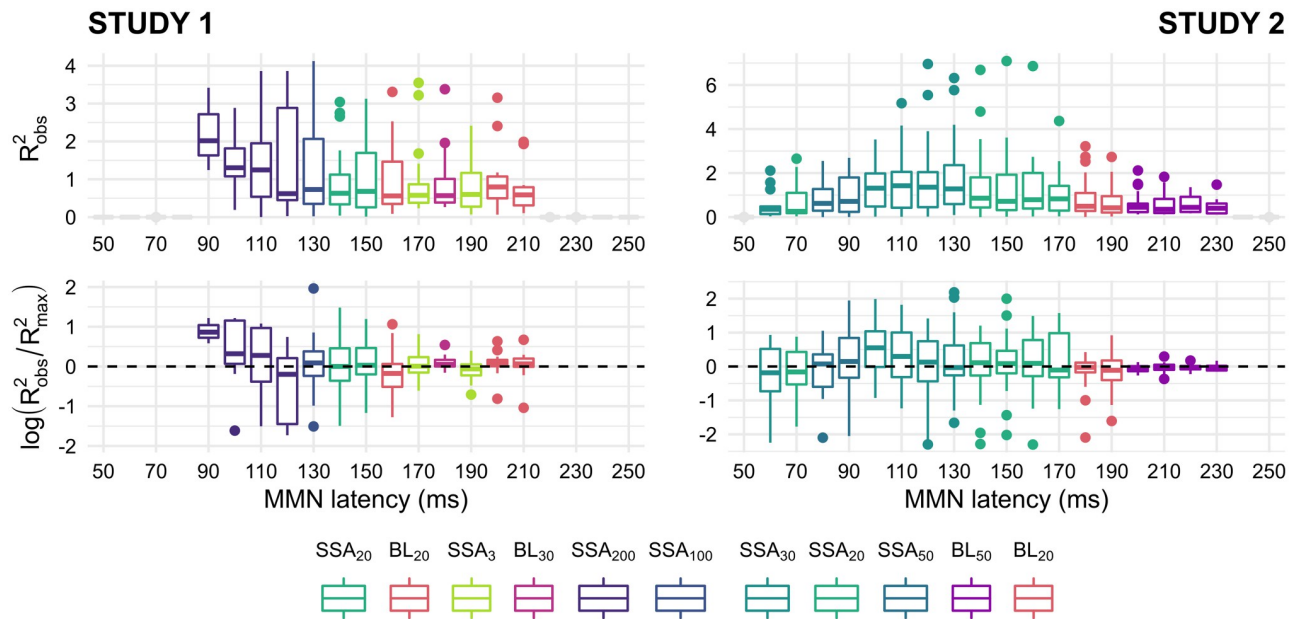 STUDY 1
STUDY 2
R²obs
4
3
2
1
0
50 70 90 110 130 150 170 190 210 230 250
6
4
2
0
50 70 90 110 130 150 170 190 210 230 250
log(R²obs/R²max)
2
1
0
-1
-2
50 70 90 110 130 150 170 190 210 230 250
MMN latency (ms)
2
1
0
-1
-2
50 70 90 110 130 150 170 190 210 230 250
MMN latency (ms)
SSA₂₀ BL₂₀ SSA₃ BL₃₀ SSA₂₀₀ SSA₁₀₀ SSA₃₀ SSA₂₀ SSA₅₀ BL₅₀ BL₂₀